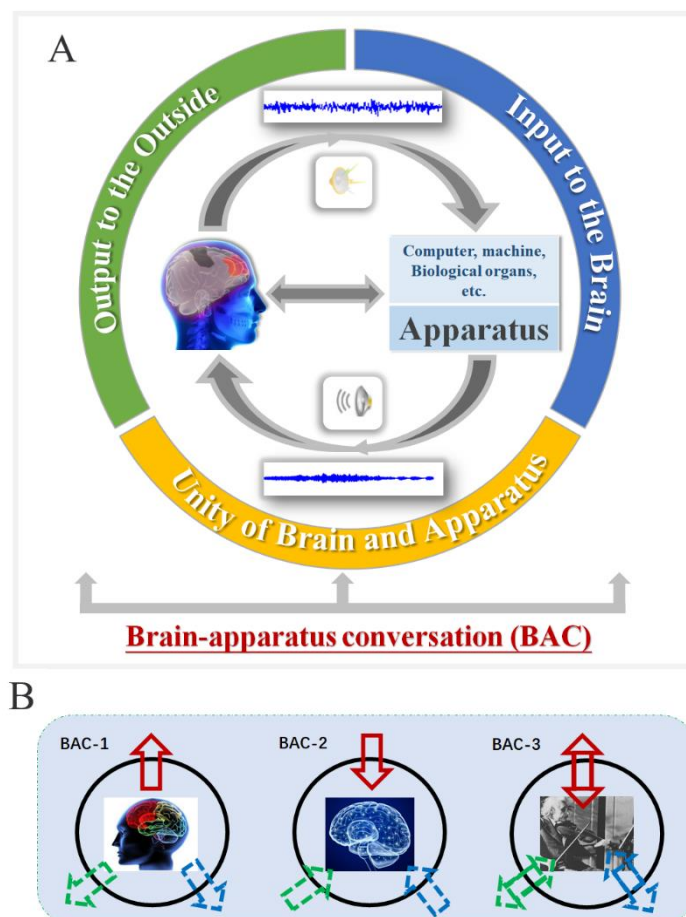 A
Output to the Outside
Input to the Brain
Computer, machine,
Biological organs,
etc.
Apparatus
Unity of Brain and Apparatus
Brain-apparatus conversation (BAC)
B
BAC-1
BAC-2
BAC-3